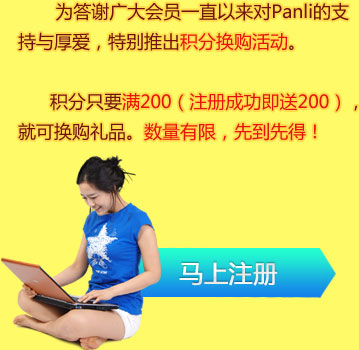 为答谢广大会员一直以来对Panli的支
持与厚爱，特别推出积分换购活动。
积分只要满200（注册成功即送200），
就可换购礼品。数量有限，先到先得！
马上注册